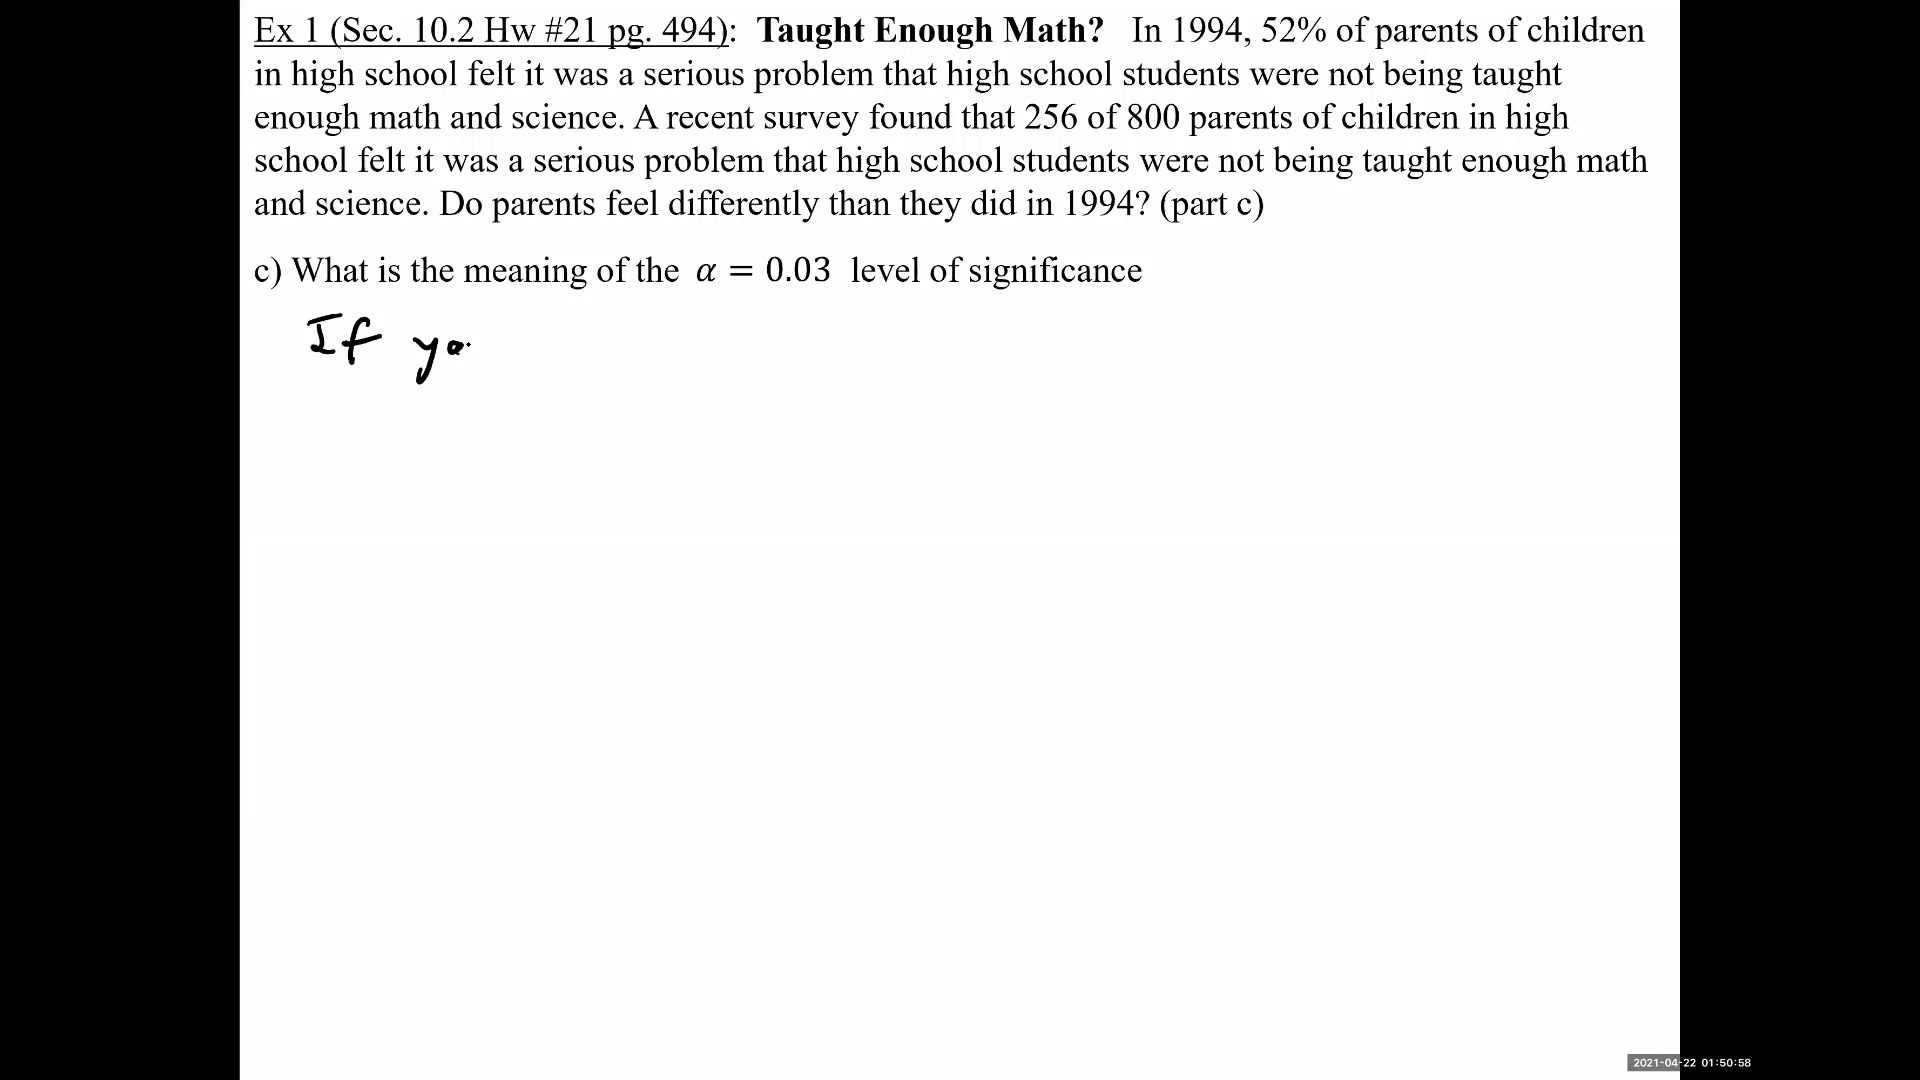 Ex 1 (Sec. 10.2 Hw #21 pg. 494): Taught Enough Math? In 1994, 52% of parents of children
in high school felt it was a serious problem that high school students were not being taught
enough math and science. A recent survey found that 256 of 800 parents of children in high
school felt it was a serious problem that high school students were not being taught enough math
and science. Do parents feel differently than they did in 1994? (part c)
c) What is the meaning of the α = 0.03 level of significance
If yo
2021-04-22 01:50:58